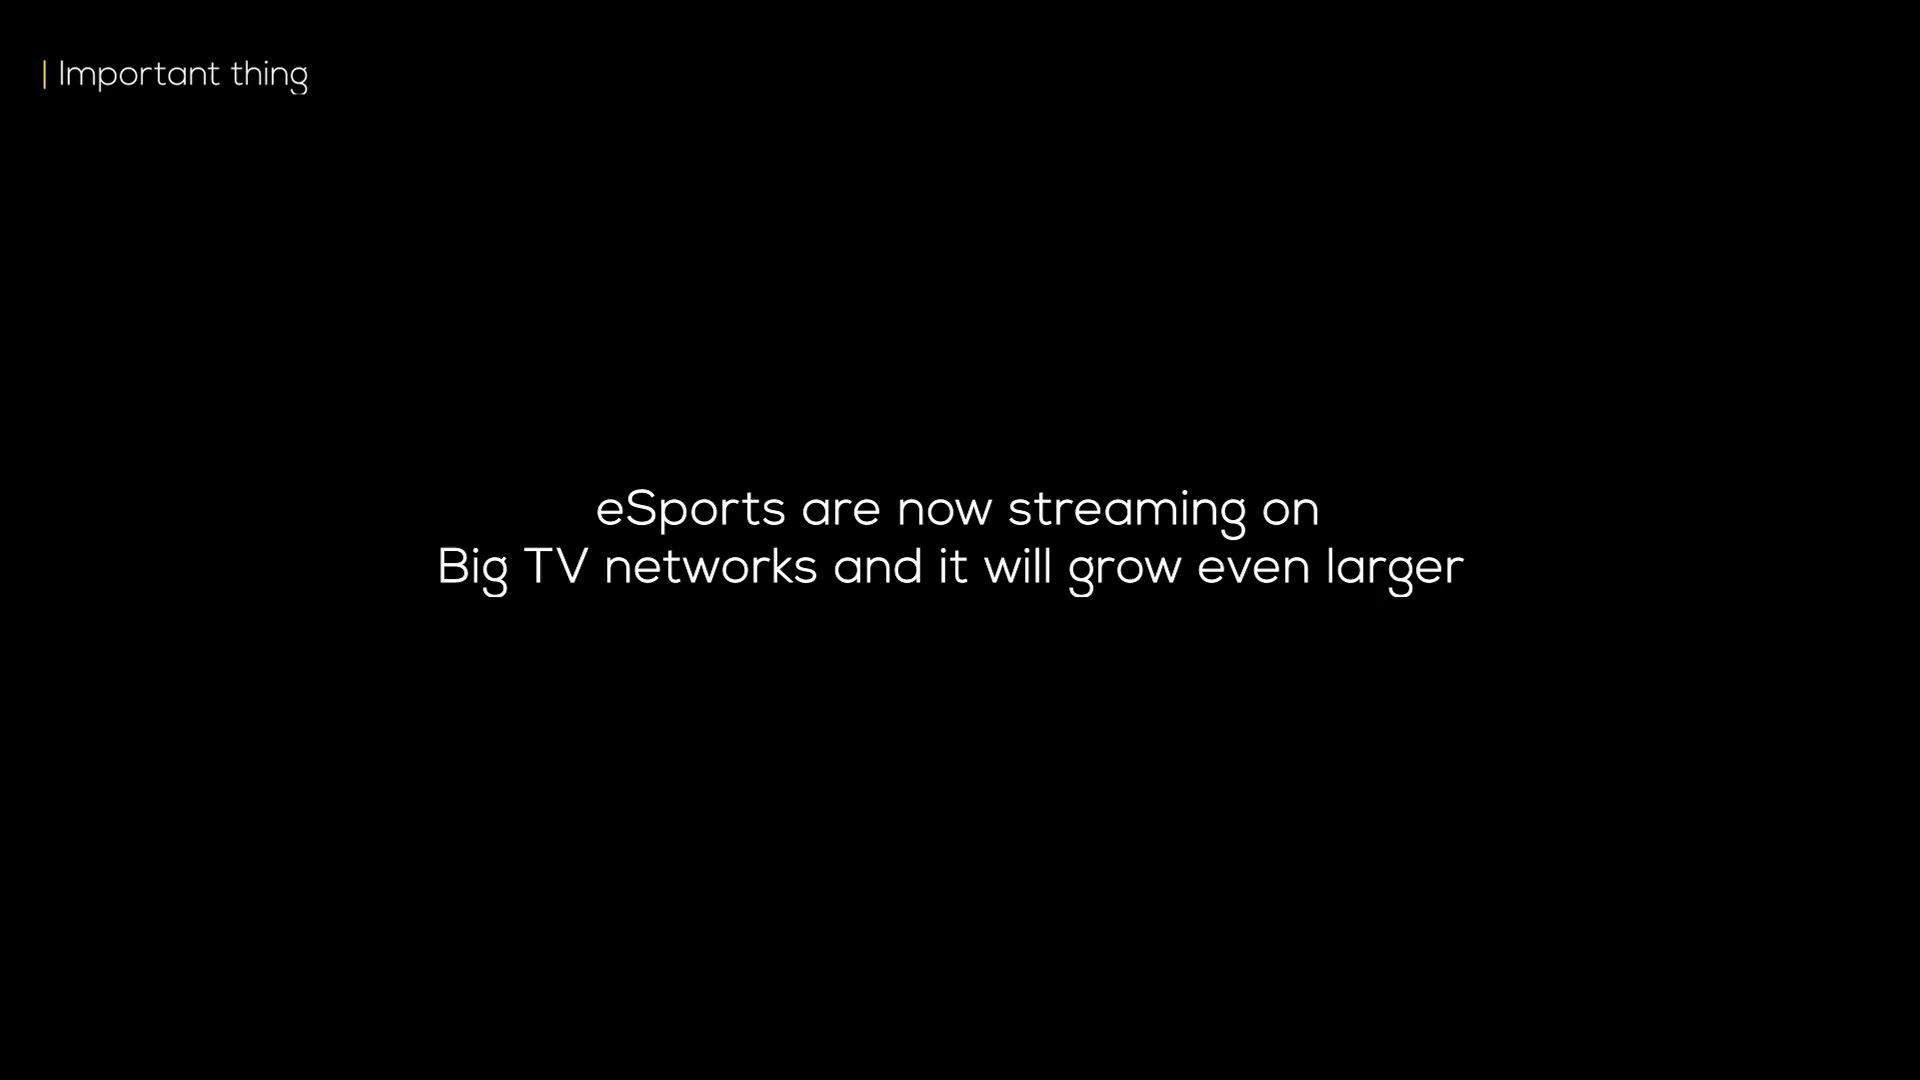 | Important thing
eSports are now streaming on
Big TV networks and it will grow even larger